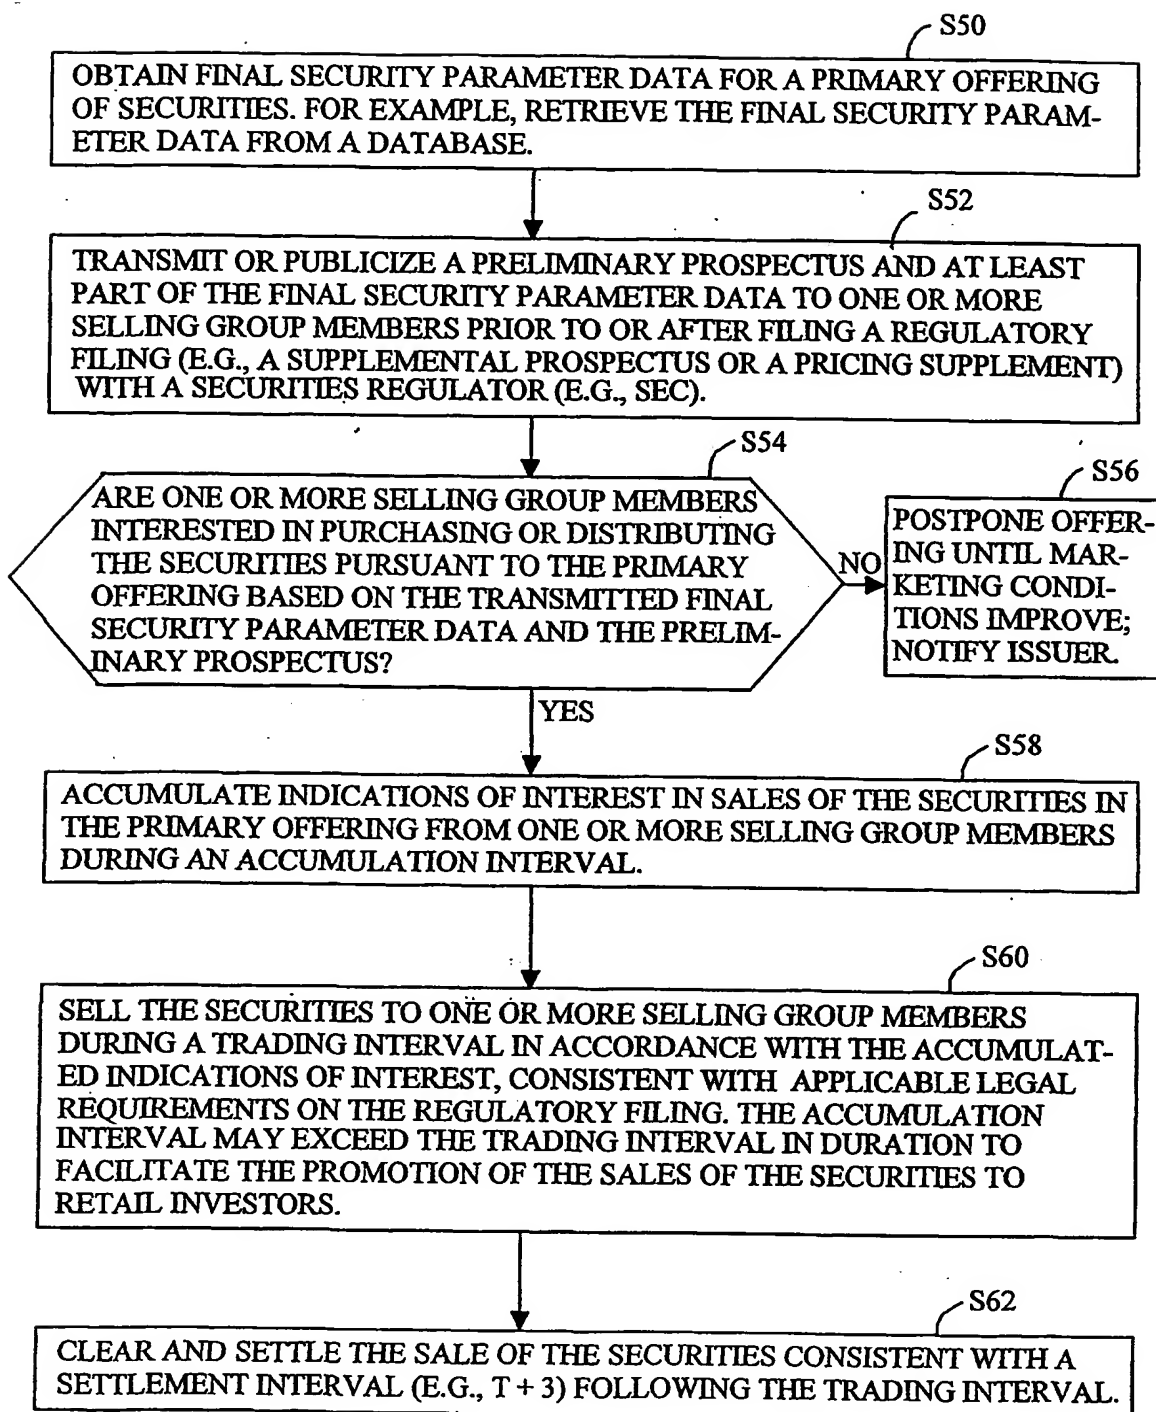 S50
OBTAIN FINAL SECURITY PARAMETER DATA FOR A PRIMARY OFFERING
OF SECURITIES. FOR EXAMPLE, RETRIEVE THE FINAL SECURITY PARAM-
ETER DATA FROM A DATABASE.
S52
TRANSMIT OR PUBLICIZE A PRELIMINARY PROSPECTUS AND AT LEAST
PART OF THE FINAL SECURITY PARAMETER DATA TO ONE OR MORE
SELLING GROUP MEMBERS PRIOR TO OR AFTER FILING A REGULATORY
FILING (E.G., A SUPPLEMENTAL PROSPECTUS OR A PRICING SUPPLEMENT)
WITH A SECURITIES REGULATOR (E.G., SEC).
S54
ARE ONE OR MORE SELLING GROUP MEMBERS
INTERESTED IN PURCHASING OR DISTRIBUTING
THE SECURITIES PURSUANT TO THE PRIMARY
OFFERING BASED ON THE TRANSMITTED FINAL
SECURITY PARAMETER DATA AND THE PRELIM-
INARY PROSPECTUS?
NO
S56
POSTPONE OFFER-
ING UNTIL MAR-
KETING CONDI-
TIONS IMPROVE;
NOTIFY ISSUER.
YES
S58
ACCUMULATE INDICATIONS OF INTEREST IN SALES OF THE SECURITIES IN
THE PRIMARY OFFERING FROM ONE OR MORE SELLING GROUP MEMBERS
DURING AN ACCUMULATION INTERVAL.
S60
SELL THE SECURITIES TO ONE OR MORE SELLING GROUP MEMBERS
DURING A TRADING INTERVAL IN ACCORDANCE WITH THE ACCUMULAT-
ED INDICATIONS OF INTEREST, CONSISTENT WITH APPLICABLE LEGAL
REQUIREMENTS ON THE REGULATORY FILING. THE ACCUMULATION
INTERVAL MAY EXCEED THE TRADING INTERVAL IN DURATION TO
FACILITATE THE PROMOTION OF THE SALES OF THE SECURITIES TO
RETAIL INVESTORS.
S62
CLEAR AND SETTLE THE SALE OF THE SECURITIES CONSISTENT WITH A
SETTLEMENT INTERVAL (E.G., T + 3) FOLLOWING THE TRADING INTERVAL.